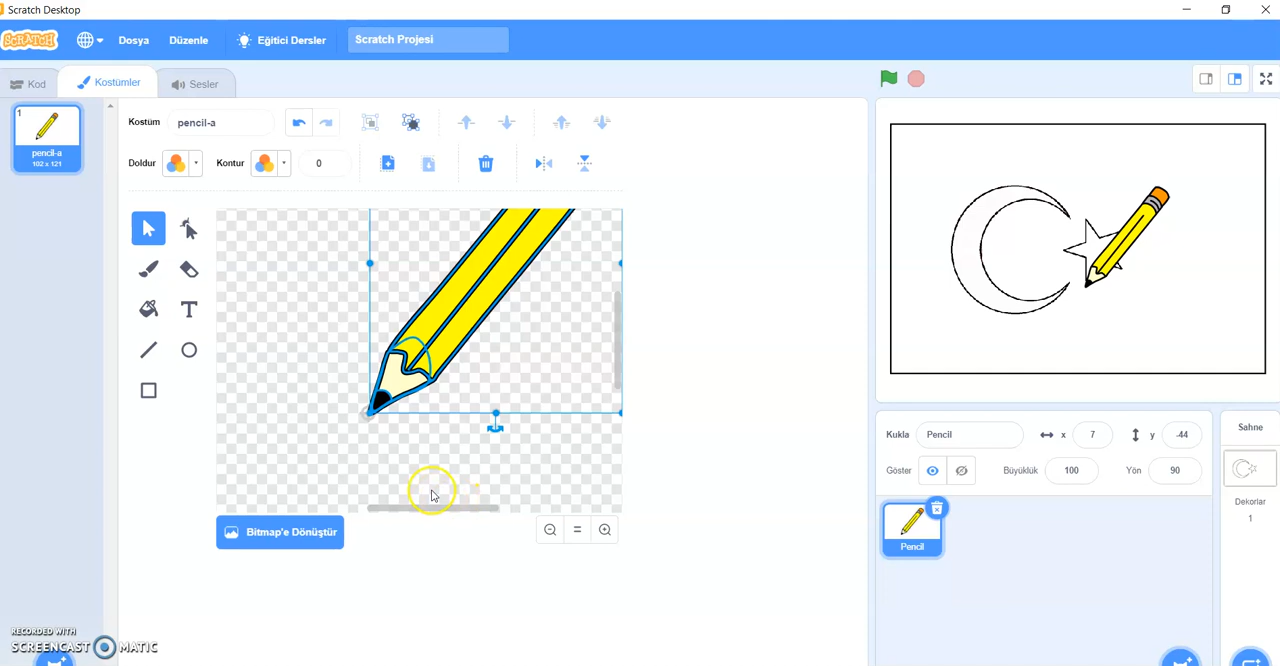 Scratch Desktop
SCRATCH Dosya Düzenle Eğitici Dersler Scratch Projesi
Kod Kostümler Sesler
1
pencil-a
102 x 121
Kostüm pencil-a
Doldur Kontur 0
T
Bitmap'e Dönüştür
Kukla Pencil x 7 y -44
Göster Büyüklük 100 Yön 90
Pencil
Sahne
Dekorlar
1
RECORDED WITH
SCREENCAST MATIC